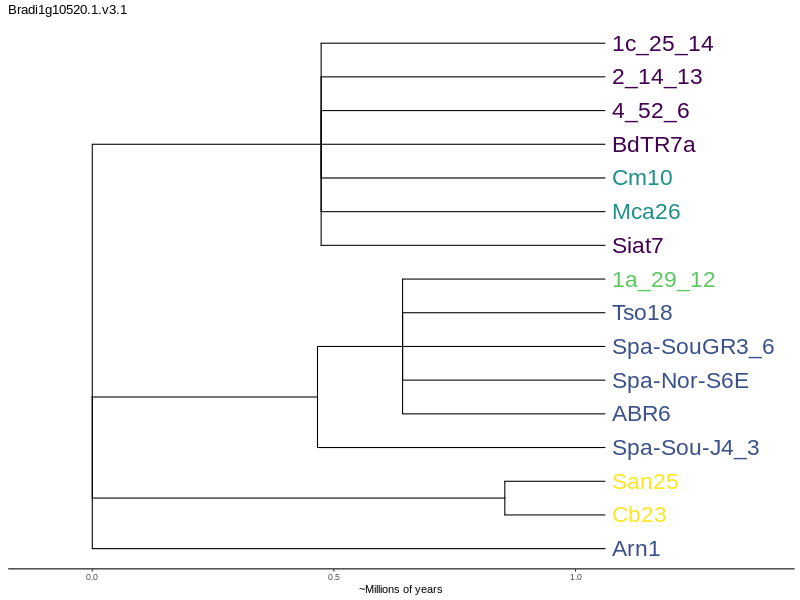 Bradi1g10520.1.v3.1
1c_25_14
2_14_13
4_52_6
BdTR7a
Cm10
Mca26
Siat7
1a_29_12
Tso18
Spa-SouGR3_6
Spa-Nor-S6E
ABR6
Spa-Sou-J4_3
San25
Cb23
Arn1
0.0 0.5 1.0
~Millions of years